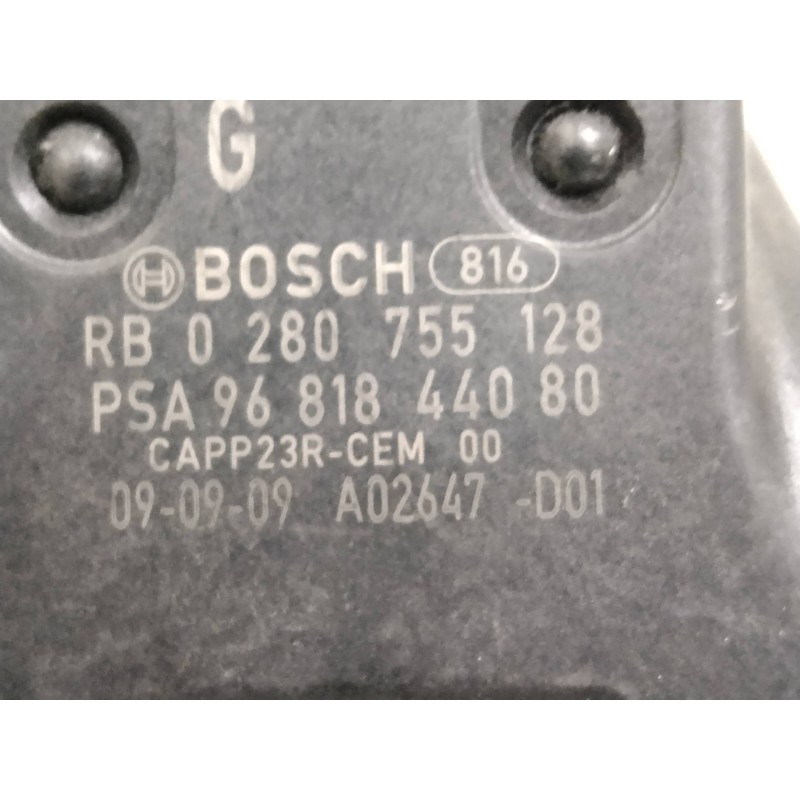 G
BOSCH 816
RB 0 280 755 128
PSA 96 818 440 80
CAPP23R-CEM 00
09-09-09 A02647 -D01